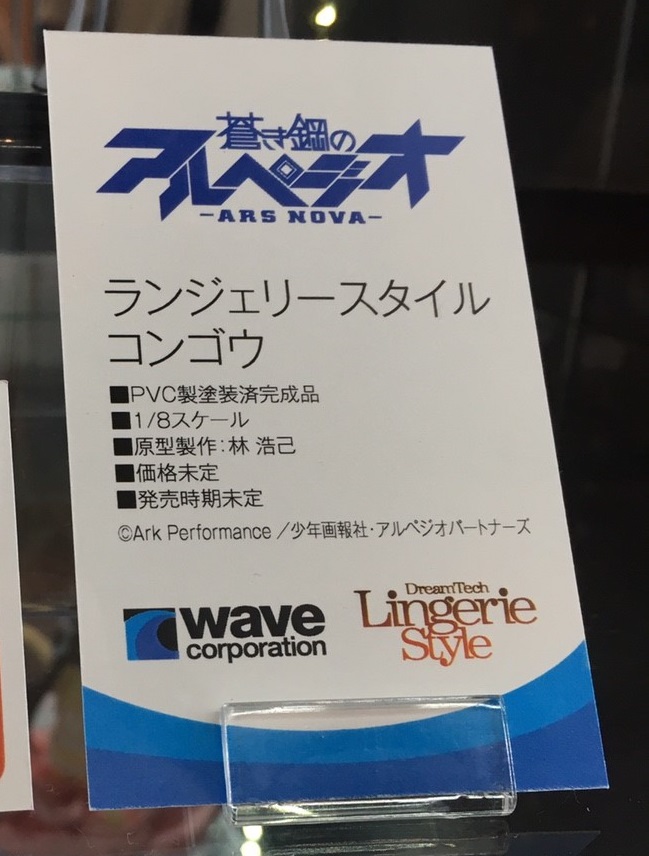 蒼き鋼の
アルペジオ
-ARS NOVA-
ランジェリースタイル
コンゴウ
■PVC製塗装済完成品
■1/8スケール
■原型製作:林 浩己
■価格未定
■発売時期未定
©Ark Performance/少年画報社・アルペジオパートナーズ
wave
corporation
DreamTech
Lingerie
Style